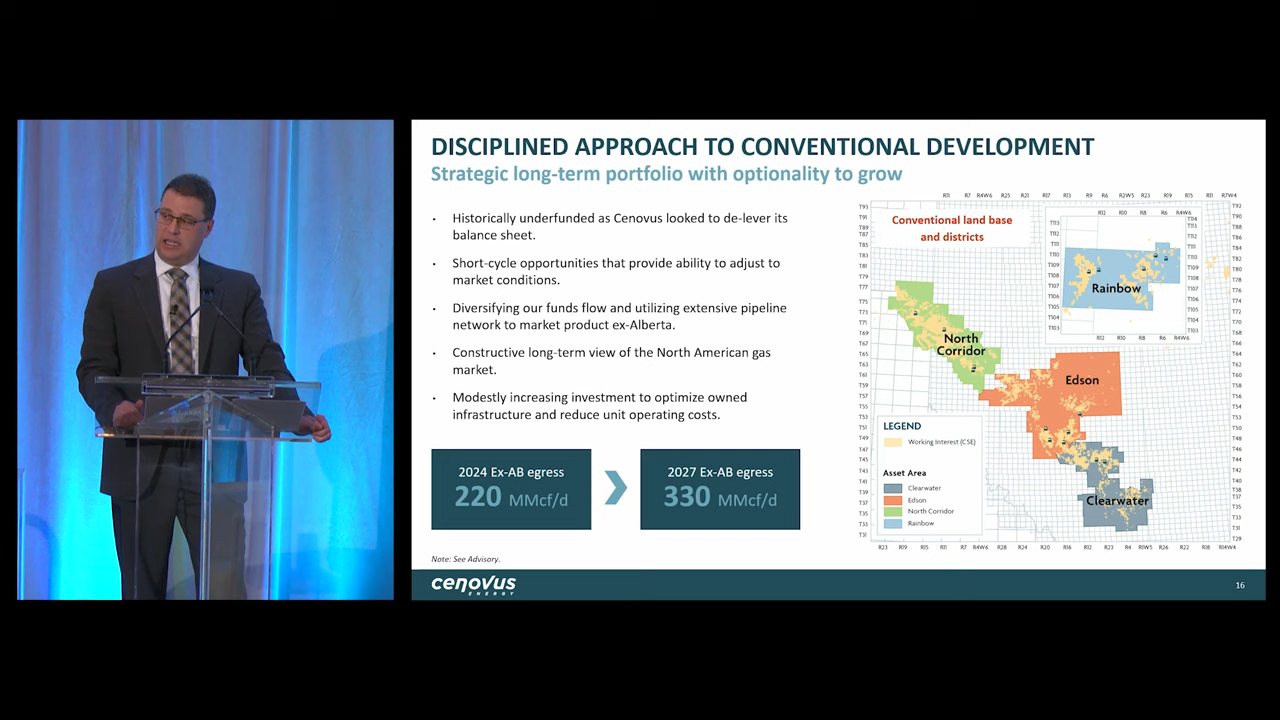 DISCIPLINED APPROACH TO CONVENTIONAL DEVELOPMENT
Strategic long-term portfolio with optionality to grow
• Historically underfunded as Cenovus looked to de-lever its
balance sheet.
• Short-cycle opportunities that provide ability to adjust to
market conditions.
• Diversifying our funds flow and utilizing extensive pipeline
network to market product ex-Alberta.
• Constructive long-term view of the North American gas
market.
• Modestly increasing investment to optimize owned
infrastructure and reduce unit operating costs.
2024 Ex-AB egress
220 MMcf/d
2027 Ex-AB egress
330 MMcf/d
Note: See Advisory.
Conventional land base
and districts
Rainbow
North
Corridor
Edson
Clearwater
LEGEND
Working Interest (CSE)
Asset Area
Clearwater
Edson
North Corridor
Rainbow
cenovus
ENERGY
16